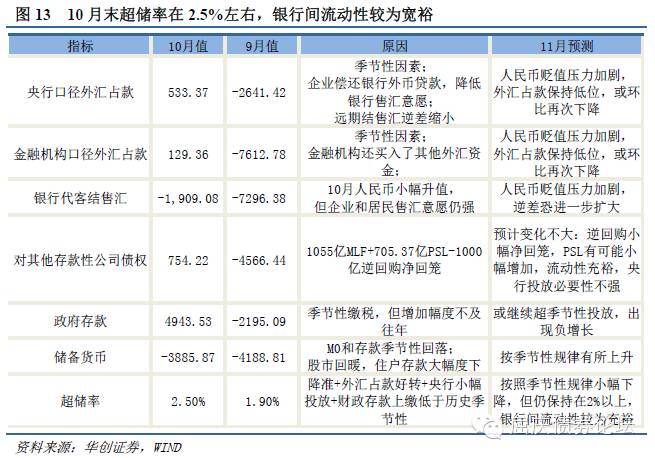 图 13 10 月末超储率在 2.5%左右，银行间流动性较为宽裕
指标 10月值 9月值 原因 11月预测
央行口径外汇占款 533.37 -2641.42
季节性因素；
企业偿还银行外币贷款，降低
银行售汇意愿；
远期结售汇逆差缩小
人民币贬值压力加剧，
外汇占款保持低位，或环
比再次下降
金融机构口径外汇占款 129.36 -7612.78
季节性因素；
金融机构还买入了其他外汇资
金；
人民币贬值压力加剧，
外汇占款保持低位，或环
比再次下降
银行代客结售汇 -1,909.08 -7296.38
10月人民币小幅升值，
但企业和居民售汇意愿仍强
人民币贬值压力加剧，
逆差恐进一步扩大
对其他存款性公司债权 754.22 -4566.44
1055亿MLF+705.37亿PSL-1000
亿逆回购净回笼
预计变化不大：逆回购小
幅净回笼，PSL有可能小
幅增加，流动性充裕，央
行投放必要性不强
政府存款 4943.53 -2195.09
季节性缴税，但增加幅度不及
往年
或继续超季节性投放，出
现负增长
储备货币 -3885.87 -4188.81
M0和存款季节性回落；
股市回暖，住户存款大幅度下
按季节性规律有所上升
超储率 2.50% 1.90%
降准+外汇占款好转+央行小幅
投放+财政存款上缴低于历史季
节性
按照季节性规律小幅下
降，但仍保持在2%以上，
银行间流动性较为充裕
屈庆债券论坛
资料来源：华创证券，WIND